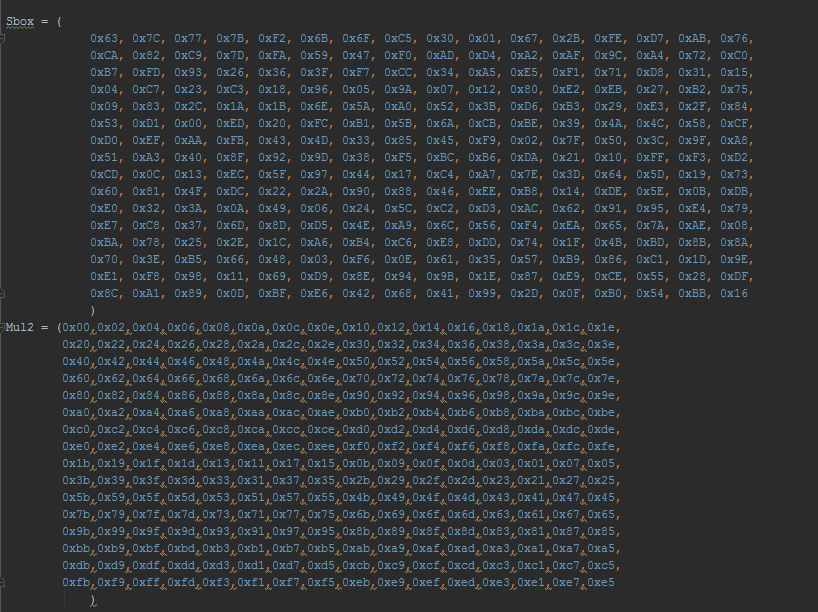 Sbox = (
0x63, 0x7C, 0x77, 0x7B, 0xF2, 0x6B, 0x6F, 0xC5, 0x30, 0x01, 0x67, 0x2B, 0xFE, 0xD7, 0xAB, 0x76,
0xCA, 0x82, 0xC9, 0x7D, 0xFA, 0x59, 0x47, 0xF0, 0xAD, 0xD4, 0xA2, 0xAF, 0x9C, 0xA4, 0x72, 0xC0,
0xB7, 0xFD, 0x93, 0x26, 0x36, 0x3F, 0xF7, 0xCC, 0x34, 0xA5, 0xE5, 0xF1, 0x71, 0xD8, 0x31, 0x15,
0x04, 0xC7, 0x23, 0xC3, 0x18, 0x96, 0x05, 0x9A, 0x07, 0x12, 0x80, 0xE2, 0xEB, 0x27, 0xB2, 0x75,
0x09, 0x83, 0x2C, 0x1A, 0x1B, 0x6E, 0x5A, 0xA0, 0x52, 0x3B, 0xD6, 0xB3, 0x29, 0xE3, 0x2F, 0x84,
0x53, 0xD1, 0x00, 0xED, 0x20, 0xFC, 0xB1, 0x5B, 0x6A, 0xCB, 0xBE, 0x39, 0x4A, 0x4C, 0x58, 0xCF,
0xD0, 0xEF, 0xAA, 0xFB, 0x43, 0x4D, 0x33, 0x85, 0x45, 0xF9, 0x02, 0x7F, 0x50, 0x3C, 0x9F, 0xA8,
0x51, 0xA3, 0x40, 0x8F, 0x92, 0x9D, 0x38, 0xF5, 0xBC, 0xB6, 0xDA, 0x21, 0x10, 0xFF, 0xF3, 0xD2,
0xCD, 0x0C, 0x13, 0xEC, 0x5F, 0x97, 0x44, 0x17, 0xC4, 0xA7, 0x7E, 0x3D, 0x64, 0x5D, 0x19, 0x73,
0x60, 0x81, 0x4F, 0xDC, 0x22, 0x2A, 0x90, 0x88, 0x46, 0xEE, 0xB8, 0x14, 0xDE, 0x5E, 0x0B, 0xDB,
0xE0, 0x32, 0x3A, 0x0A, 0x49, 0x06, 0x24, 0x5C, 0xC2, 0xD3, 0xAC, 0x62, 0x91, 0x95, 0xE4, 0x79,
0xE7, 0xC8, 0x37, 0x6D, 0x8D, 0xD5, 0x4E, 0xA9, 0x6C, 0x56, 0xF4, 0xEA, 0x65, 0x7A, 0xAE, 0x08,
0xBA, 0x78, 0x25, 0x2E, 0x1C, 0xA6, 0xB4, 0xC6, 0xE8, 0xDD, 0x74, 0x1F, 0x4B, 0xBD, 0x8B, 0x8A,
0x70, 0x3E, 0xB5, 0x66, 0x48, 0x03, 0xF6, 0x0E, 0x61, 0x35, 0x57, 0xB9, 0x86, 0xC1, 0x1D, 0x9E,
0xE1, 0xF8, 0x98, 0x11, 0x69, 0xD9, 0x8E, 0x94, 0x9B, 0x1E, 0x87, 0xE9, 0xCE, 0x55, 0x28, 0xDF,
0x8C, 0xA1, 0x89, 0x0D, 0xBF, 0xE6, 0x42, 0x68, 0x41, 0x99, 0x2D, 0x0F, 0xB0, 0x54, 0xBB, 0x16
)
Mul2 = (0x00,0x02,0x04,0x06,0x08,0x0a,0x0c,0x0e,0x10,0x12,0x14,0x16,0x18,0x1a,0x1c,0x1e,
0x20,0x22,0x24,0x26,0x28,0x2a,0x2c,0x2e,0x30,0x32,0x34,0x36,0x38,0x3a,0x3c,0x3e,
0x40,0x42,0x44,0x46,0x48,0x4a,0x4c,0x4e,0x50,0x52,0x54,0x56,0x58,0x5a,0x5c,0x5e,
0x60,0x62,0x64,0x66,0x68,0x6a,0x6c,0x6e,0x70,0x72,0x74,0x76,0x78,0x7a,0x7c,0x7e,
0x80,0x82,0x84,0x86,0x88,0x8a,0x8c,0x8e,0x90,0x92,0x94,0x96,0x98,0x9a,0x9c,0x9e,
0xa0,0xa2,0xa4,0xa6,0xa8,0xaa,0xac,0xae,0xb0,0xb2,0xb4,0xb6,0xb8,0xba,0xbc,0xbe,
0xc0,0xc2,0xc4,0xc6,0xc8,0xca,0xcc,0xce,0xd0,0xd2,0xd4,0xd6,0xd8,0xda,0xdc,0xde,
0xe0,0xe2,0xe4,0xe6,0xe8,0xea,0xec,0xee,0xf0,0xf2,0xf4,0xf6,0xf8,0xfa,0xfc,0xfe,
0x1b,0x19,0x1f,0x1d,0x13,0x11,0x17,0x15,0x0b,0x09,0x0f,0x0d,0x03,0x01,0x07,0x05,
0x3b,0x39,0x3f,0x3d,0x33,0x31,0x37,0x35,0x2b,0x29,0x2f,0x2d,0x23,0x21,0x27,0x25,
0x5b,0x59,0x5f,0x5d,0x53,0x51,0x57,0x55,0x4b,0x49,0x4f,0x4d,0x43,0x41,0x47,0x45,
0x7b,0x79,0x7f,0x7d,0x73,0x71,0x77,0x75,0x6b,0x69,0x6f,0x6d,0x63,0x61,0x67,0x65,
0x9b,0x99,0x9f,0x9d,0x93,0x91,0x97,0x95,0x8b,0x89,0x8f,0x8d,0x83,0x81,0x87,0x85,
0xbb,0xb9,0xbf,0xbd,0xb3,0xb1,0xb7,0xb5,0xab,0xa9,0xaf,0xad,0xa3,0xa1,0xa7,0xa5,
0xdb,0xd9,0xdf,0xdd,0xd3,0xd1,0xd7,0xd5,0xcb,0xc9,0xcf,0xcd,0xc3,0xc1,0xc7,0xc5,
0xfb,0xf9,0xff,0xfd,0xf3,0xf1,0xf7,0xf5,0xeb,0xe9,0xef,0xed,0xe3,0xe1,0xe7,0xe5
)